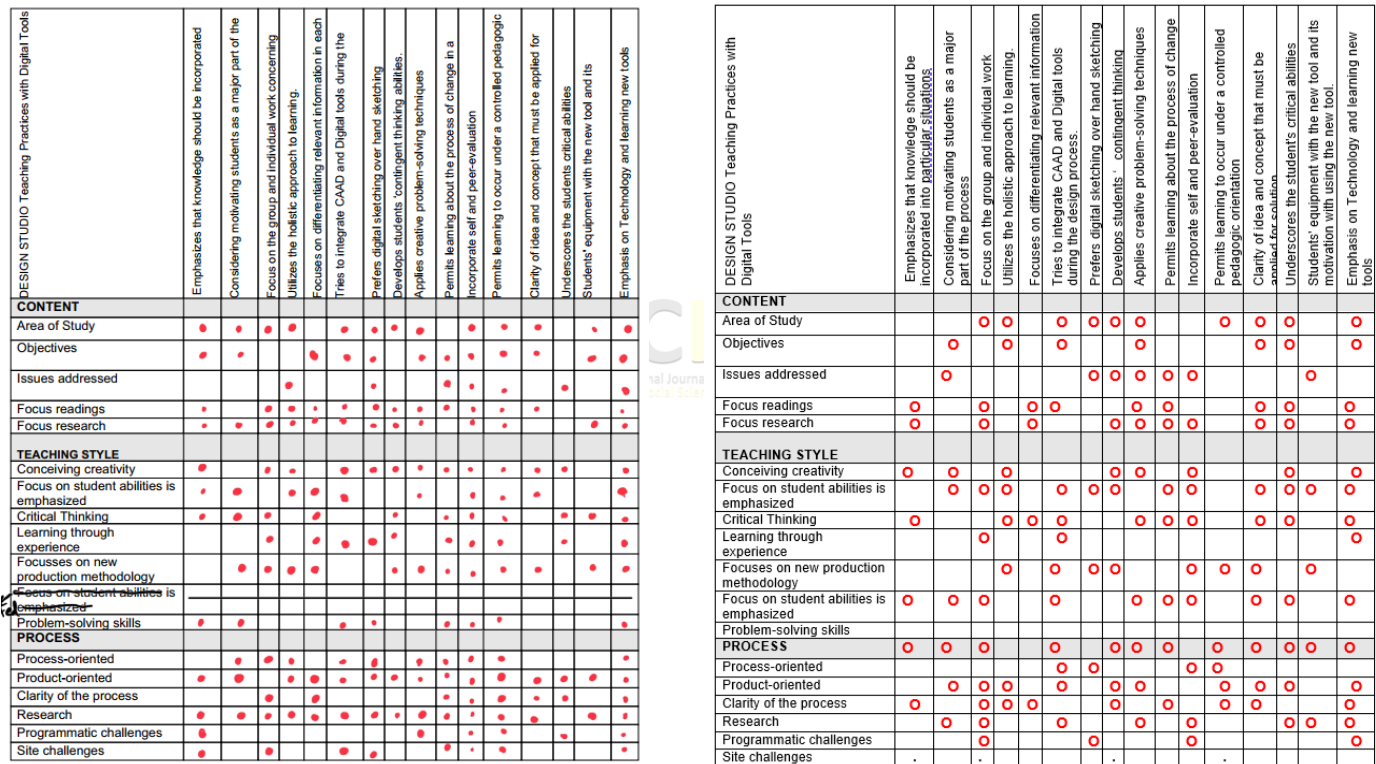 DESIGN STUDIO Teaching Practices with Digital Tools
Emphasizes that knowledge should be incorporated
Considering motivating students as a major part of the
Focus on the group and individual work concerning
Utilizes the holistic approach to learning.
Focuses on differentiating relevant information in each
Tries to integrate CAAD and Digital tools during the
Prefers digital sketching over hand sketching
Develops students 'contingent thinking abilities.
Applies creative problem-solving techniques
Permits learning about the process of change in a
Incorporate self and peer-evaluation
Permits learning to occur under a controlled pedagogic
Clarity of idea and concept that must be applied for
Underscores the students critical abilities
Students' equipment with the new tool and its
Emphasis on Technology and learning new tools
CONTENT
Area of Study
Objectives
Issues addressed
Focus readings
Focus research
TEACHING STYLE
Conceiving creativity
Focus on student abilities is
emphasized
Critical Thinking
Learning through
experience
Focusses on new
production methodology
Focus on student abilities is
emphasized
Problem-solving skills
PROCESS
Process-oriented
Product-oriented
Clarity of the process
Research
Programmatic challenges
Site challenges
DESIGN STUDIO Teaching Practices with
Digital Tools
Emphasizes that knowledge should be
incorporated into particular situations
Considering motivating students as a major
part of the process
Focus on the group and individual work
Utilizes the holistic approach to learning.
Focuses on differentiating relevant information
Tries to integrate CAAD and Digital tools
during the design process.
Prefers digital sketching over hand sketching
Develops students ' contingent thinking
Applies creative problem-solving techniques
Permits learning about the process of change
Incorporate self and peer-evaluation
Permits learning to occur under a controlled
pedagogic orientation
Clarity of idea and concept that must be
applied for solution
Underscores the student's critical abilities
Students' equipment with the new tool and its
motivation with using the new tool.
Emphasis on Technology and learning new
tools
CONTENT
Area of Study
Objectives
Issues addressed
Focus readings
Focus research
TEACHING STYLE
Conceiving creativity
Focus on student abilities is
emphasized
Critical Thinking
Learning through
experience
Focuses on new production
methodology
Focus on student abilities is
emphasized
Problem-solving skills
PROCESS
Process-oriented
Product-oriented
Clarity of the process
Research
Programmatic challenges
Site challenges